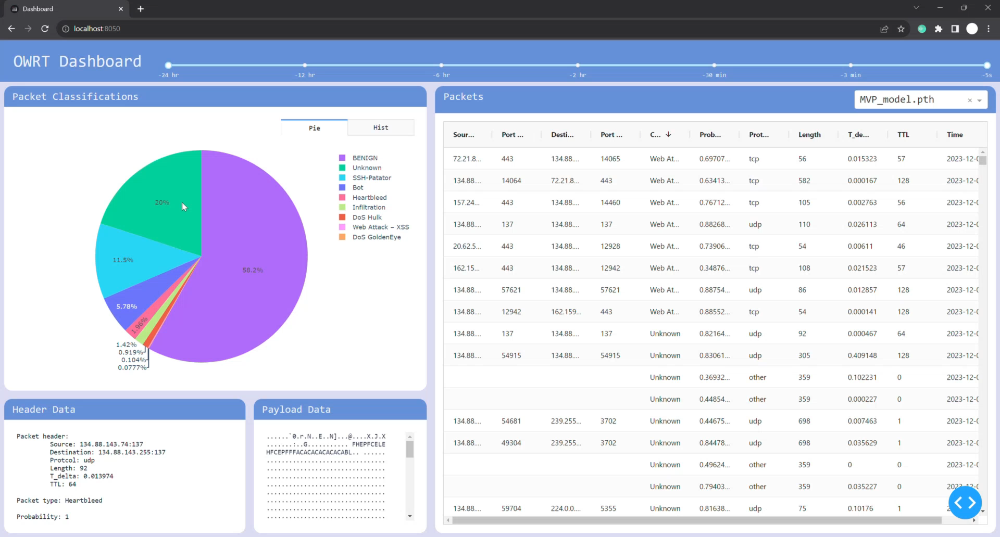 Dashboard
localhost:8050
OWRT Dashboard
-24 hr
-12 hr
-6 hr
-2 hr
-30 min
-3 min
-5s
Packet Classifications
Pie
Hist
BENIGN
Unknown
SSH-Patator
Bot
Heartbleed
Infiltration
DoS Hulk
Web Attack – XSS
DoS GoldenEye
20%
11.5%
58.2%
5.78%
1.96%
1.42%
0.919%
0.104%
0.0777%
Header Data
Packet header:
Source: 134.88.143.74:137
Destination: 134.88.143.255:137
Protcol: udp
Length: 92
T_delta: 0.013974
TTL: 64
Packet type: Heartbleed
Probability: 1
Payload Data
......`0.r.N..E..N]...@....X.J.X
.......:..G........... FHEPFCELE
HFCEPFFFACACACACACACABL.. ......
................................
................................
................................
................................
................................
................................
................................
................................
Packets
MVP_model.pth
Sour... Port ... Desti... Port ... C... Prob... Prot... Length T_de... TTL Time
72.21.8... 443 134.88.... 14065 Web At... 0.69707... tcp 56 0.015323 57 2023-12-0
134.88.... 14064 72.21.8... 443 Web At... 0.63413... tcp 582 0.000167 128 2023-12-0
157.24... 443 134.88.... 14460 Web At... 0.76712... tcp 105 0.002763 56 2023-12-0
134.88.... 137 134.88.... 137 Web At... 0.88268... udp 110 0.026113 64 2023-12-0
20.62.5... 443 134.88.... 12928 Web At... 0.73906... tcp 54 0.00611 46 2023-12-0
162.15... 443 134.88.... 12942 Web At... 0.34876... tcp 108 0.021523 57 2023-12-0
134.88.... 57621 134.88.... 57621 Web At... 0.88754... udp 86 0.012857 128 2023-12-0
134.88.... 12942 162.159... 443 Web At... 0.88552... tcp 54 0.000141 128 2023-12-0
134.88.... 137 134.88.... 137 Unknown 0.82164... udp 92 0.000467 64 2023-12-0
134.88.... 54915 134.88.... 54915 Unknown 0.83061... udp 305 0.409148 128 2023-12-0
Unknown 0.36932... other 359 0.102231 0 2023-12-0
Unknown 0.44854... other 359 0.000227 0 2023-12-0
134.88.... 54681 239.255... 3702 Unknown 0.44675... udp 698 0.007463 1 2023-12-0
134.88.... 49304 239.255... 3702 Unknown 0.84478... udp 698 0.035629 1 2023-12-0
Unknown 0.49624... other 359 0 0 2023-12-0
Unknown 0.79403... other 359 0.035227 0
134.88.... 59704 224.0.0.... 5355 Unknown 0.81638... udp 75 0.10176 1